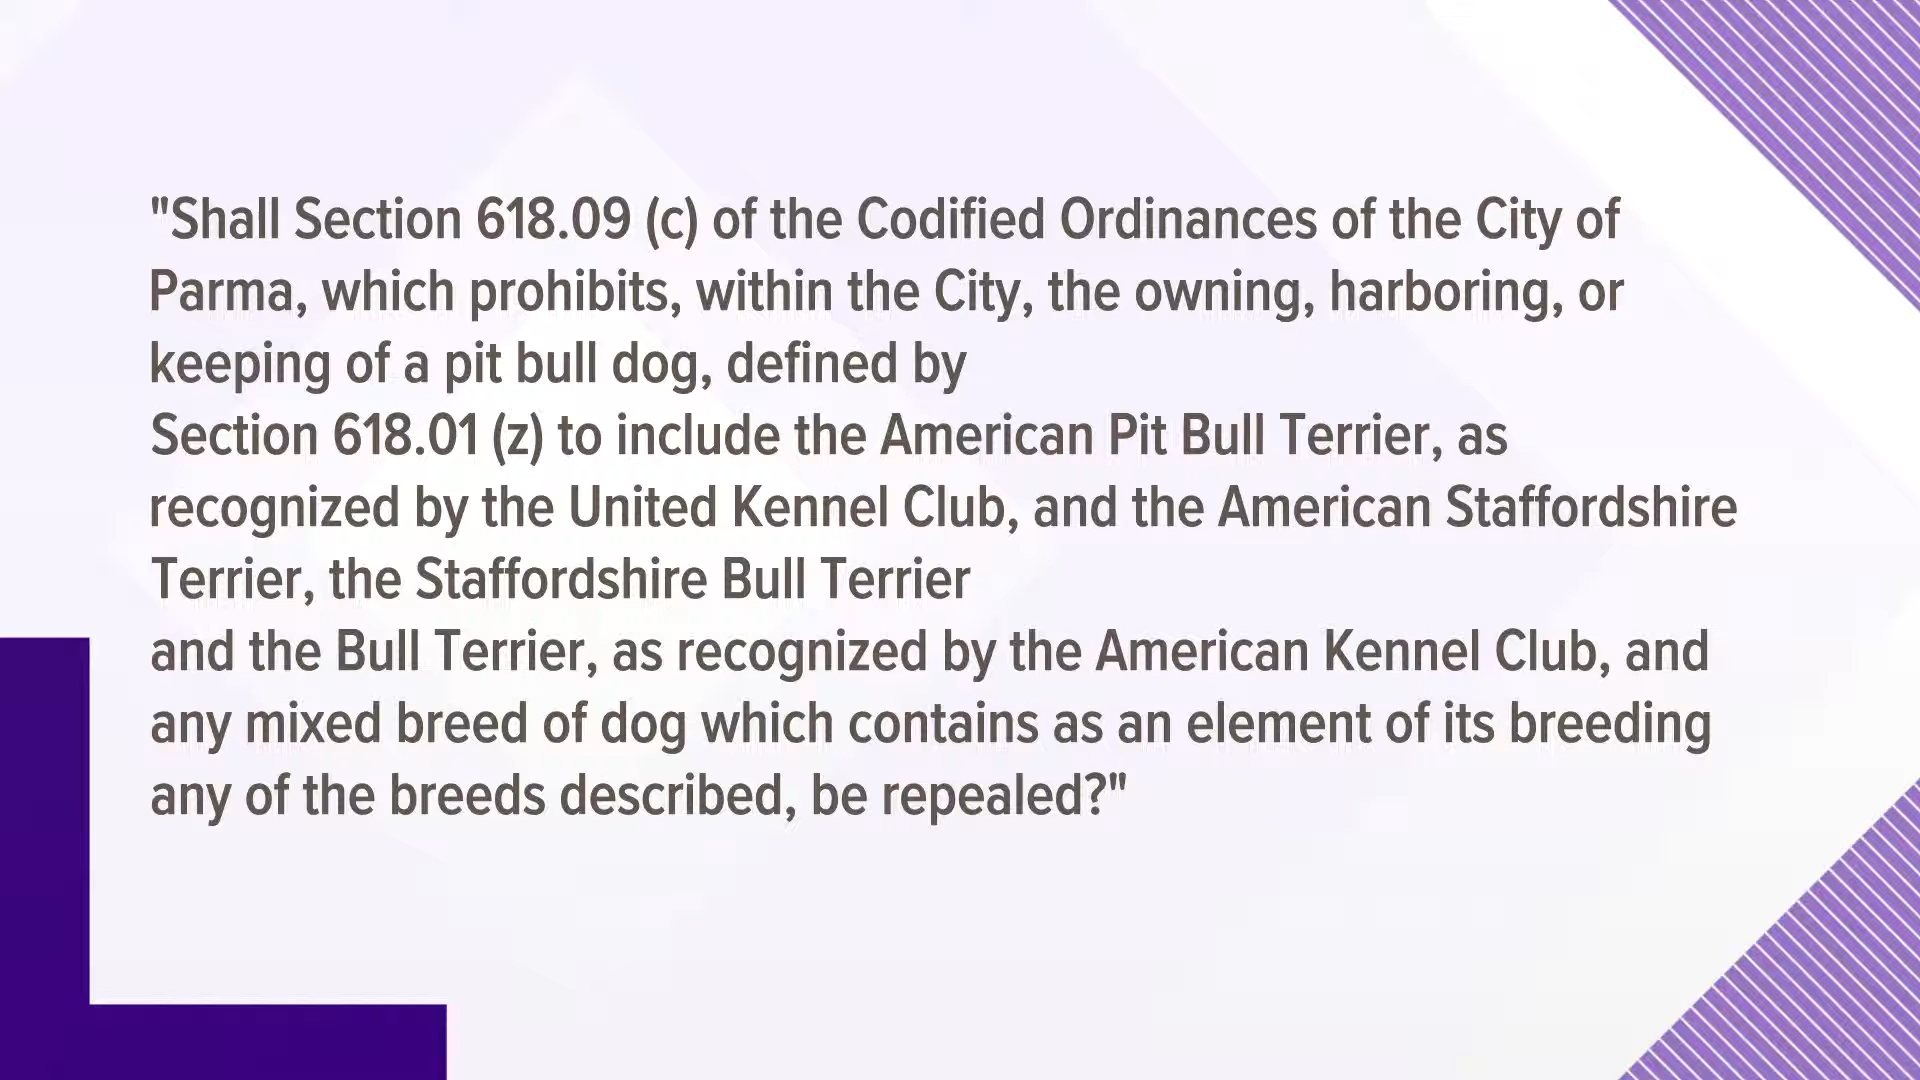 "Shall Section 618.09 (c) of the Codified Ordinances of the City of
Parma, which prohibits, within the City, the owning, harboring, or
keeping of a pit bull dog, defined by
Section 618.01 (z) to include the American Pit Bull Terrier, as
recognized by the United Kennel Club, and the American Staffordshire
Terrier, the Staffordshire Bull Terrier
and the Bull Terrier, as recognized by the American Kennel Club, and
any mixed breed of dog which contains as an element of its breeding
any of the breeds described, be repealed?"